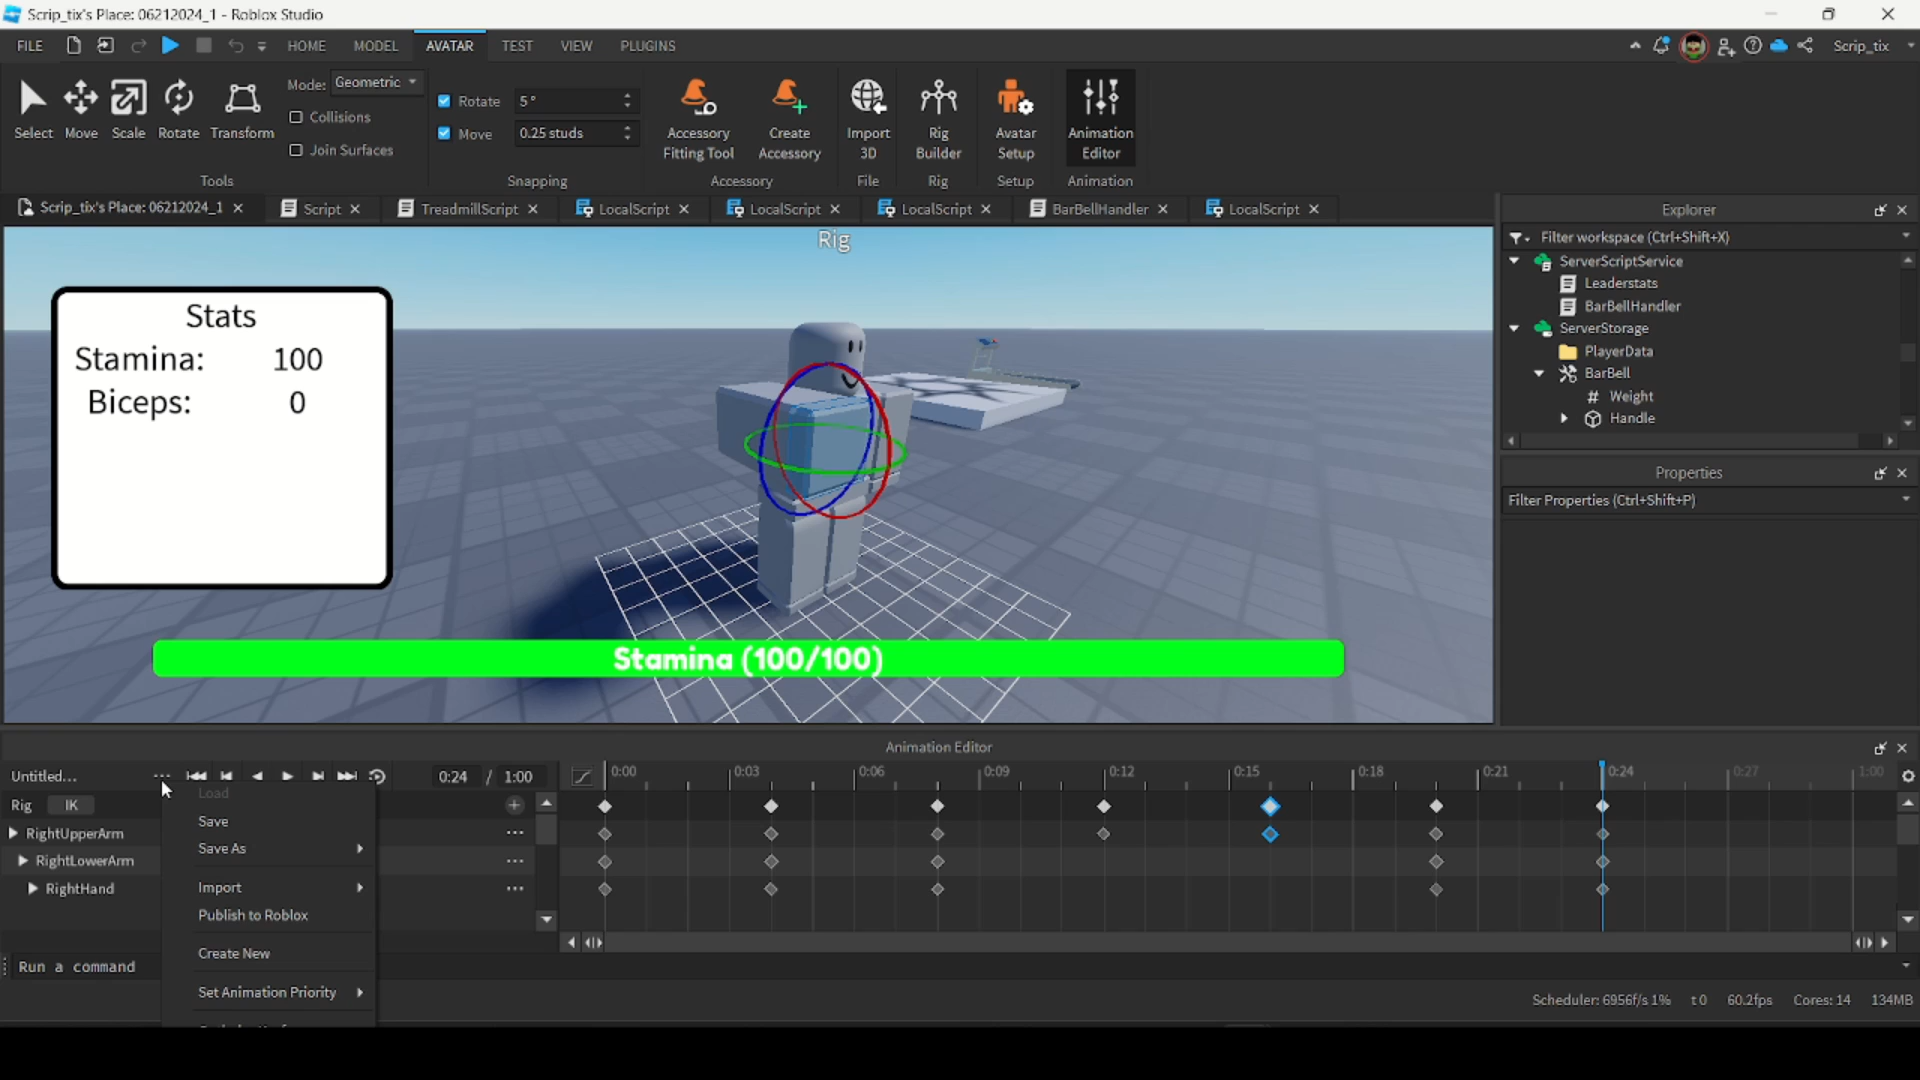 Scrip_tix's Place: 06212024_1 - Roblox Studio
FILE HOME MODEL AVATAR TEST VIEW PLUGINS Scrip_tix
Select Move Scale Rotate Transform
Mode: Geometric
Collisions
Join Surfaces
Tools
Rotate 5°
Move 0.25 studs
Snapping
Accessory Fitting Tool
Create Accessory
Accessory
Import 3D
File
Rig Builder
Rig
Avatar Setup
Setup
Animation Editor
Animation
Scrip_tix's Place: 06212024_1 Script TreadmillScript LocalScript LocalScript LocalScript BarBellHandler LocalScript
Rig
Stats
Stamina: 100
Biceps: 0
Stamina (100/100)
Explorer
Filter workspace (Ctrl+Shift+X)
ServerScriptService
Leaderstats
BarBellHandler
ServerStorage
PlayerData
BarBell
# Weight
Handle
Properties
Filter Properties (Ctrl+Shift+P)
Animation Editor
Untitled... 0:24 / 1:00
0:00 0:03 0:06 0:09 0:12 0:15 0:18 0:21 0:24 0:27 1:00
Rig IK
RightUpperArm
RightLowerArm
RightHand
Load
Save
Save As
Import
Publish to Roblox
Create New
Set Animation Priority
Run a command
Scheduler: 6956f/s 1% t 0 60.2fps Cores: 14 134MB